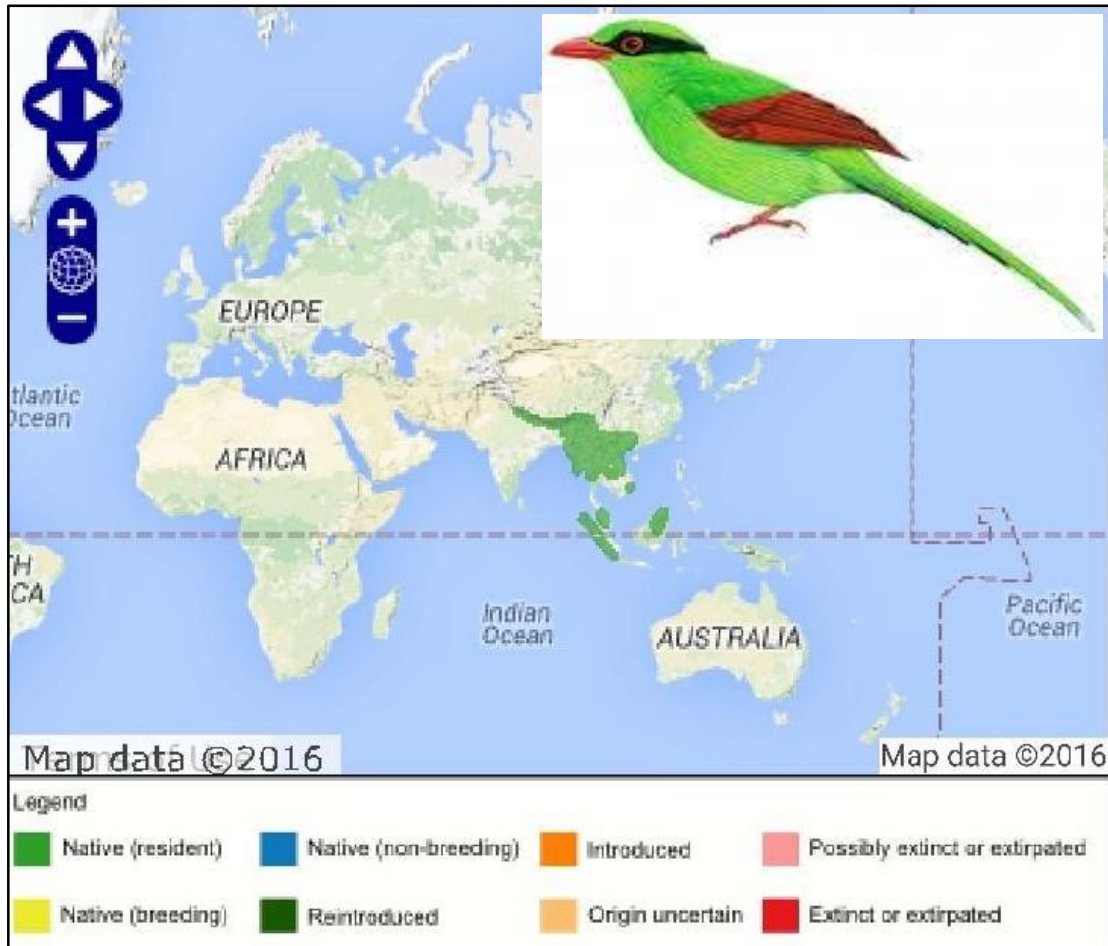 EUROPE
tlantic
Ocean
AFRICA
TH
CA
Indian
Ocean
AUSTRALIA
Pacific
Ocean
Map data ©2016
Map data ©2016
Legend
Native (resident) Native (non-breeding) Introduced Possibly extinct or extirpated
Native (breeding) Reintroduced Origin uncertain Extinct or extirpated